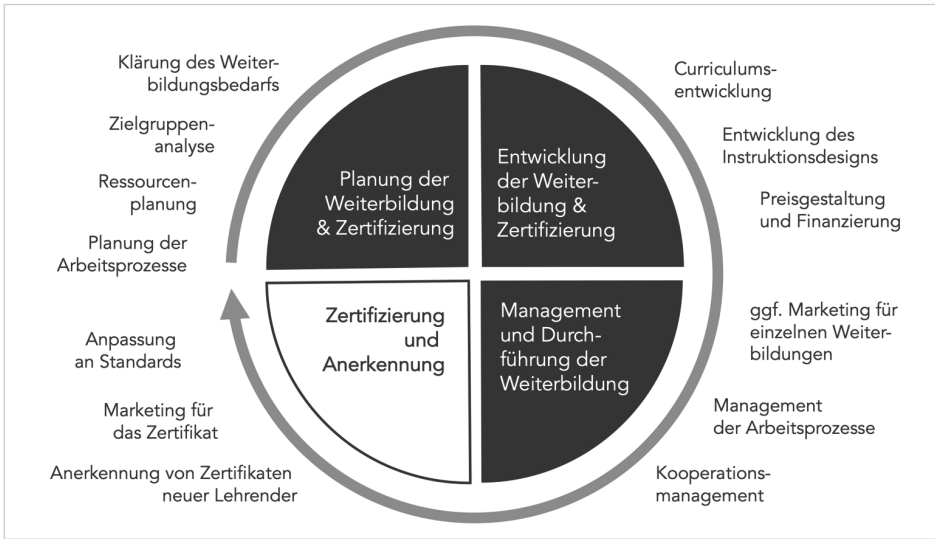 Klärung des Weiter-
bildungsbedarfs
Zielgruppen-
analyse
Ressourcen-
planung
Planung der
Arbeitsprozesse
Planung der
Weiterbildung
& Zertifizierung
Entwicklung
der Weiter-
bildung &
Zertifizierung
Curriculums-
entwicklung
Entwicklung des
Instruktionsdesigns
Preisgestaltung
und Finanzierung
Zertifizierung
und
Anerkennung
Management
und Durch-
führung der
Weiterbildung
ggf. Marketing für
einzelnen Weiter-
bildungen
Management
der Arbeitsprozesse
Kooperations-
management
Anpassung
an Standards
Marketing für
das Zertifikat
Anerkennung von Zertifikaten
neuer Lehrender